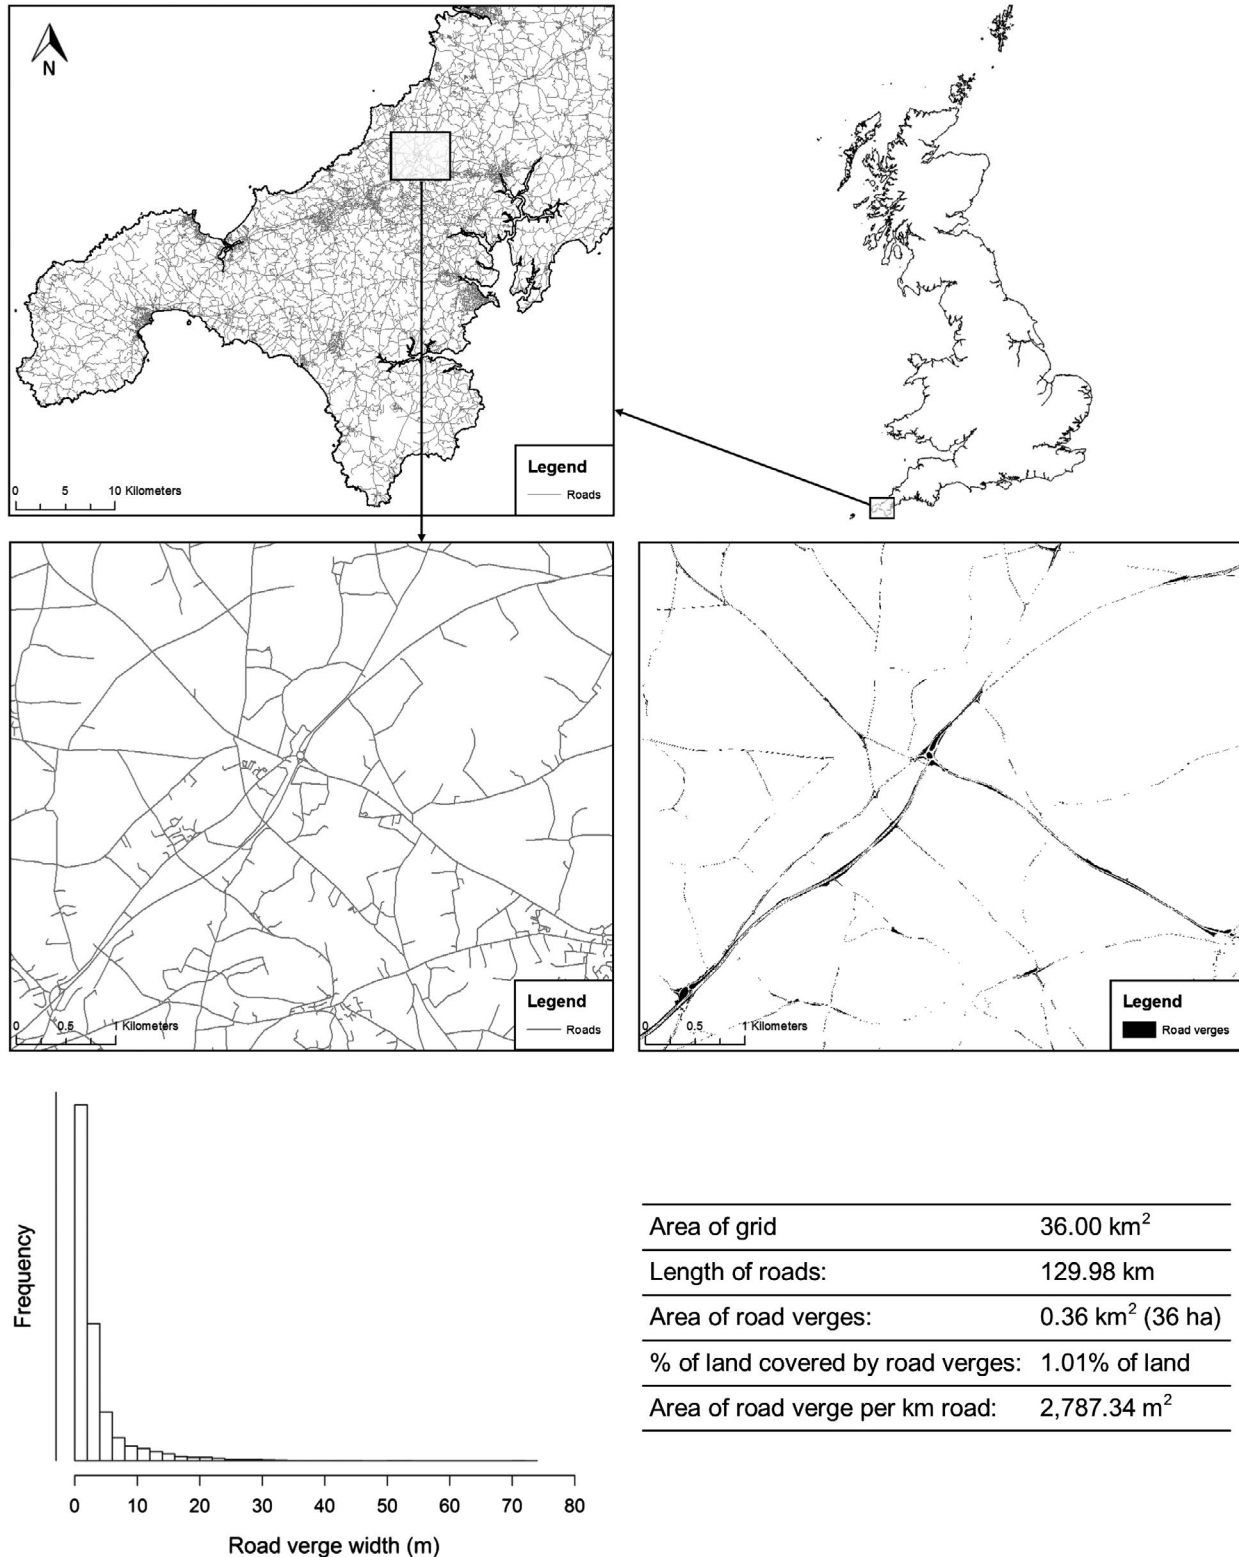 N
Legend
Roads
0 5 10 Kilometers
Legend
Roads
0 0.5 1 Kilometers
Legend
Road verges
0 0.5 1 Kilometers
Frequency
0 10 20 30 40 50 60 70 80
Road verge width (m)
Area of grid 36.00 km²
Length of roads: 129.98 km
Area of road verges: 0.36 km² (36 ha)
% of land covered by road verges: 1.01% of land
Area of road verge per km road: 2,787.34 m²